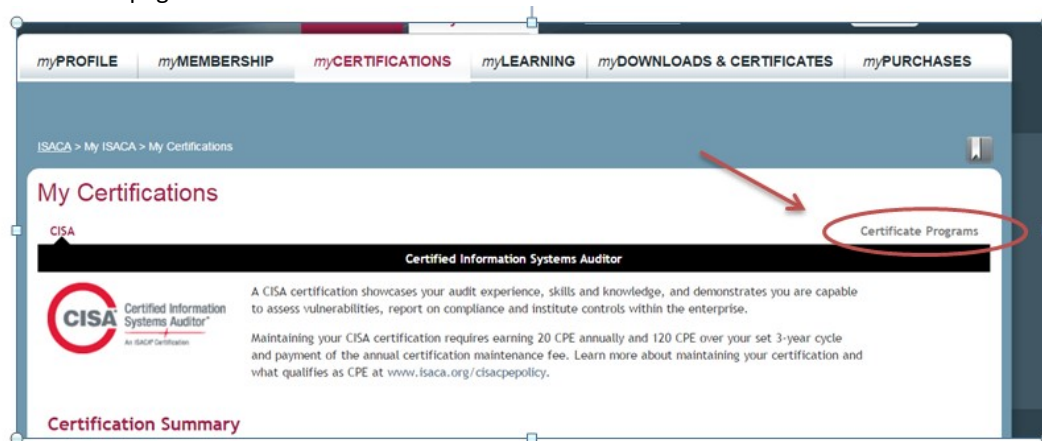 myPROFILE myMEMBERSHIP myCERTIFICATIONS myLEARNING myDOWNLOADS & CERTIFICATES myPURCHASES
ISACA > My ISACA > My Certifications
My Certifications
CISA Certificate Programs
Certified Information Systems Auditor
CISA Certified Information
Systems Auditor®
An ISACA® Certification
A CISA certification showcases your audit experience, skills and knowledge, and demonstrates you are capable
to assess vulnerabilities, report on compliance and institute controls within the enterprise.
Maintaining your CISA certification requires earning 20 CPE annually and 120 CPE over your set 3-year cycle
and payment of the annual certification maintenance fee. Learn more about maintaining your certification and
what qualifies as CPE at www.isaca.org/cisacpepolicy.
Certification Summary